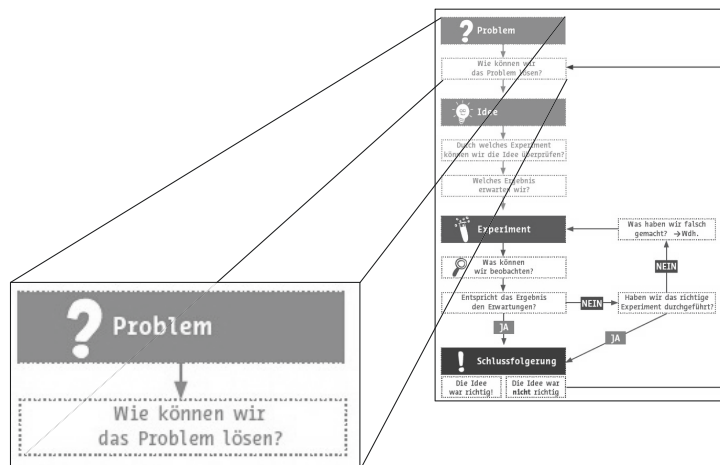 ? Problem
Wie können wir
das Problem lösen?
Idee
Durch welches Experiment
können wir die Idee überprüfen?
Welches Ergebnis
erwarten wir?
Experiment
Was haben wir falsch
gemacht? → Wdh.
Was können
wir beobachten?
NEIN
Entspricht das Ergebnis
den Erwartungen?
NEIN
Haben wir das richtige
Experiment durchgeführt?
JA
JA
! Schlussfolgerung
Die Idee
war richtig!
Die Idee war
nicht richtig
? Problem
Wie können wir
das Problem lösen?